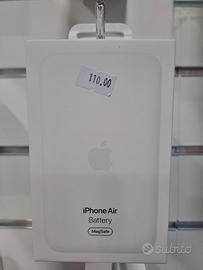 110.00
iPhone Air
Battery
MagSafe
subito